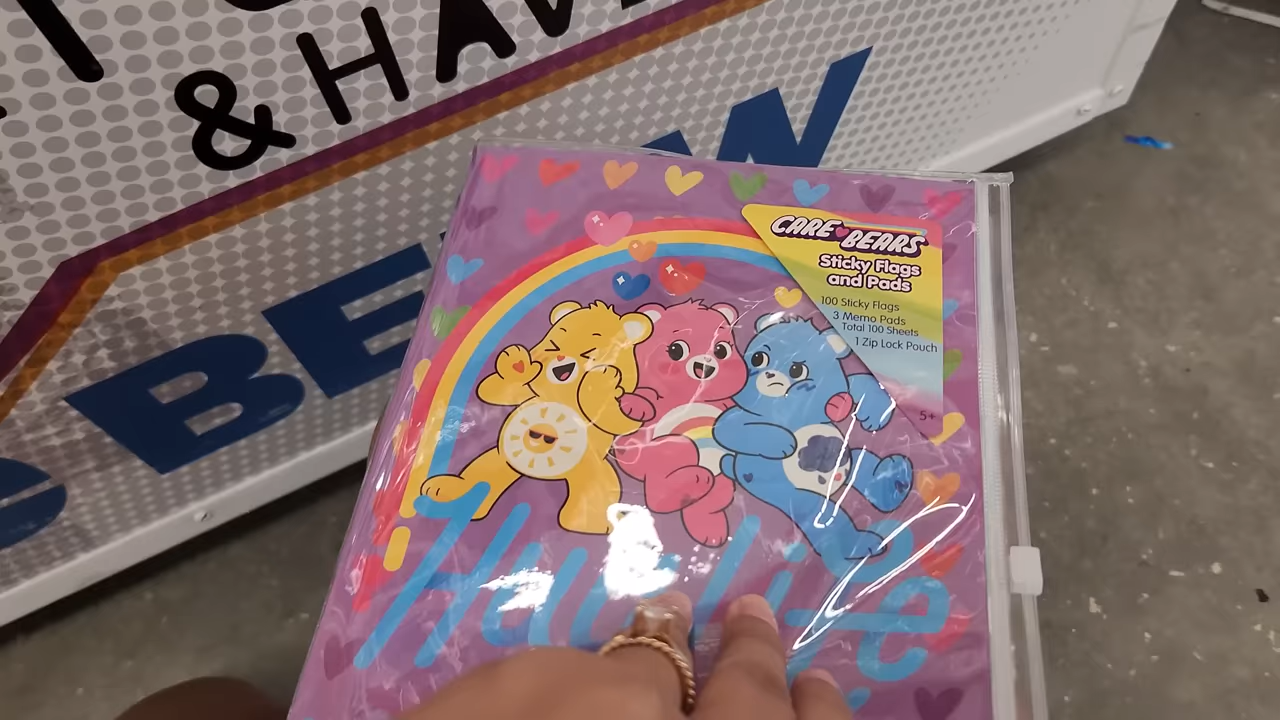 & HAV
BE
W
CARE BEARS
Sticky Flags
and Pads
100 Sticky Flags
3 Memo Pads
Total 100 Sheets
1 Zip Lock Pouch
5+